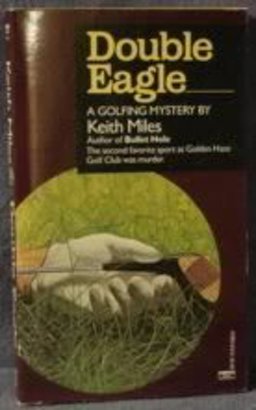 Double
Eagle
A GOLFING MYSTERY BY
Keith Miles
Author of Bullet Hole
The second favorite sport at Golden Haze
Golf Club was murder.